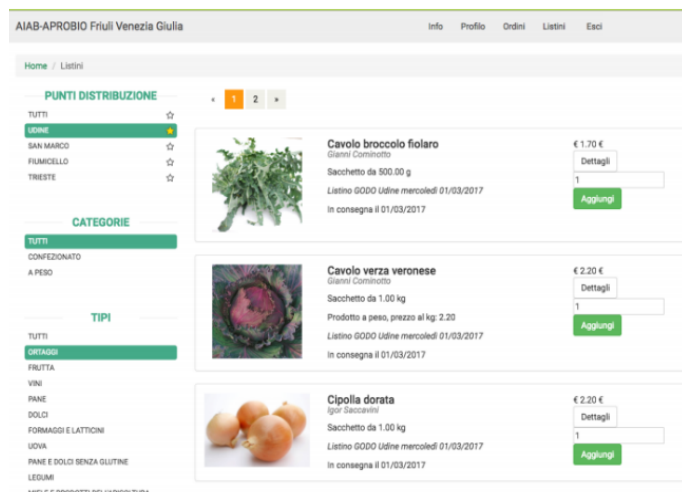 AIAB-APROBIO Friuli Venezia Giulia
Info Profilo Ordini Listini Esci
Home / Listini
PUNTI DISTRIBUZIONE
TUTTI
UDINE
SAN MARCO
FIUMICELLO
TRIESTE
CATEGORIE
TUTTI
CONFEZIONATO
A PESO
TIPI
TUTTI
ORTAGGI
FRUTTA
VINI
PANE
DOLCI
FORMAGGI E LATTICINI
UOVA
PANE E DOLCI SENZA GLUTINE
LEGUMI
MIELE E PRODOTTI DELL'APICOLTURA
« 1 2 »
Cavolo broccolo fiolaro
Gianni Cominotto
Sacchetto da 500.00 g
Listino GODO Udine mercoledì 01/03/2017
In consegna il 01/03/2017
€ 1.70 €
Dettagli
1
Aggiungi
Cavolo verza veronese
Gianni Cominotto
Sacchetto da 1.00 kg
Prodotto a peso, prezzo al kg: 2.20
Listino GODO Udine mercoledì 01/03/2017
In consegna il 01/03/2017
€ 2.20 €
Dettagli
1
Aggiungi
Cipolla dorata
Igor Saccavini
Sacchetto da 1.00 kg
Listino GODO Udine mercoledì 01/03/2017
In consegna il 01/03/2017
€ 2.20 €
Dettagli
1
Aggiungi